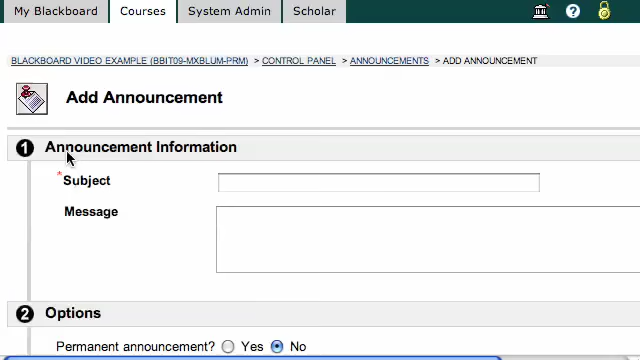 My Blackboard Courses System Admin Scholar
BLACKBOARD VIDEO EXAMPLE (BBIT09-MXBLUM-PRM) > CONTROL PANEL > ANNOUNCEMENTS > ADD ANNOUNCEMENT
Add Announcement
1 Announcement Information
* Subject
Message
2 Options
Permanent announcement? Yes No